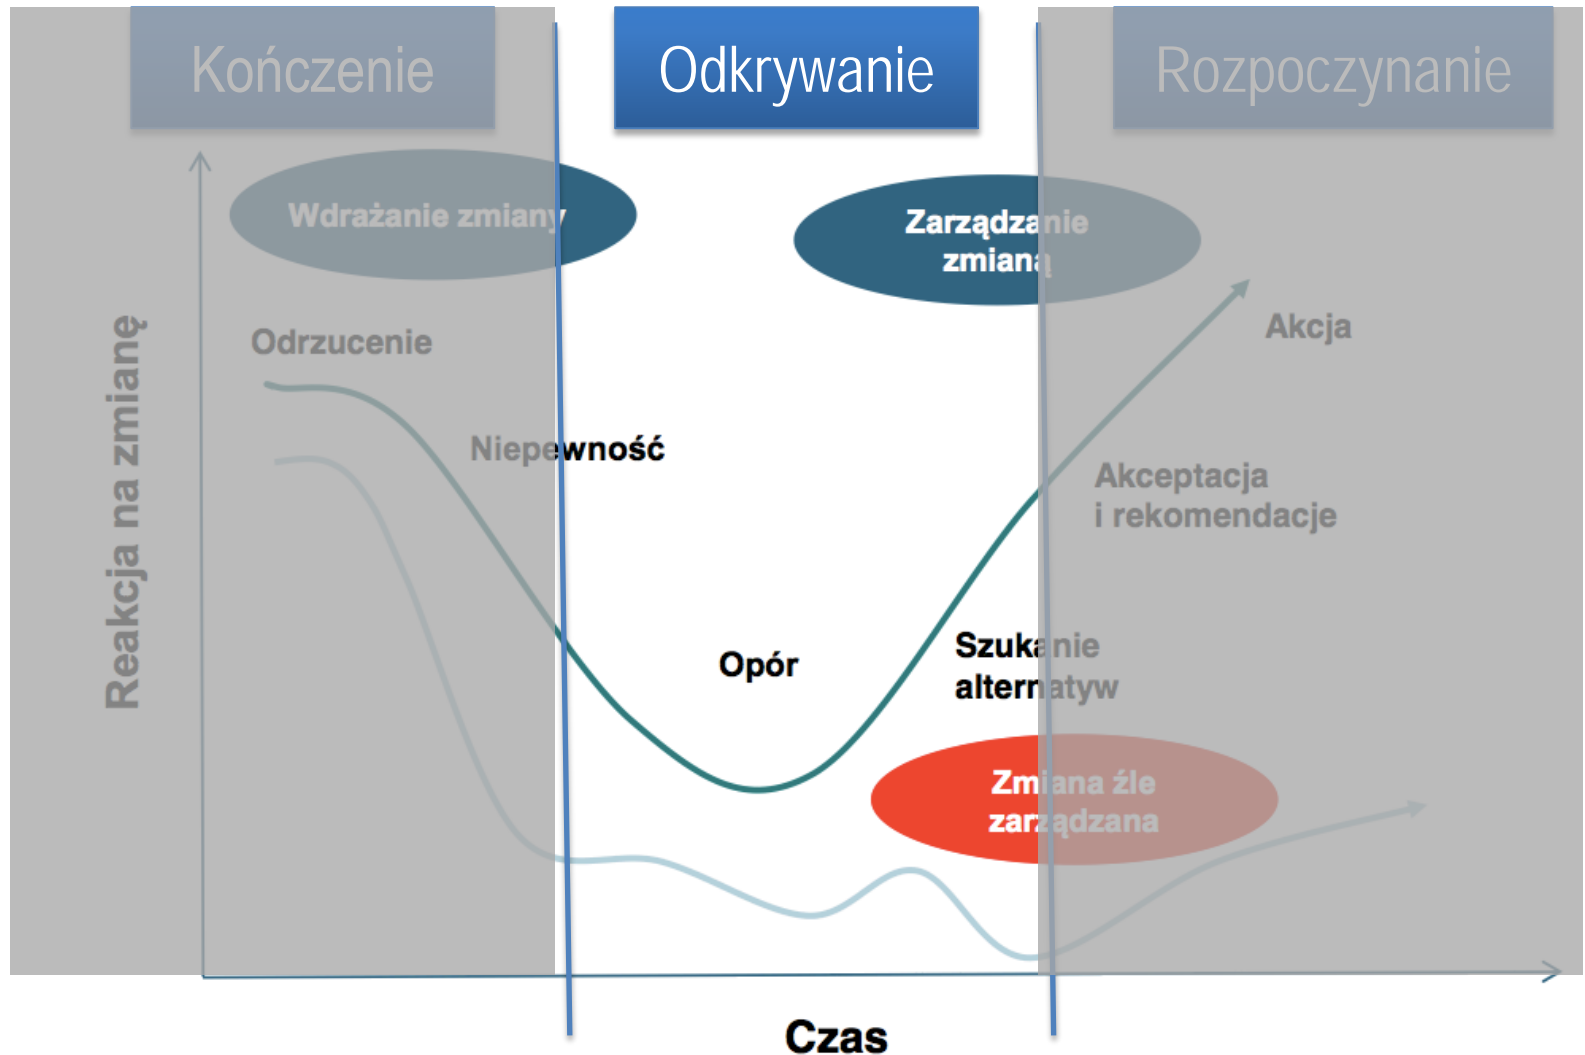 Kończenie
Odkrywanie
Rozpoczynanie
Wdrażanie zmiany
Zarządzanie
zmianą
Reakcja na zmianę
Odrzucenie
Akcja
Niepewność
Akceptacja
i rekomendacje
Opór
Szukanie
alternatyw
Zmiana źle
zarządzana
Czas